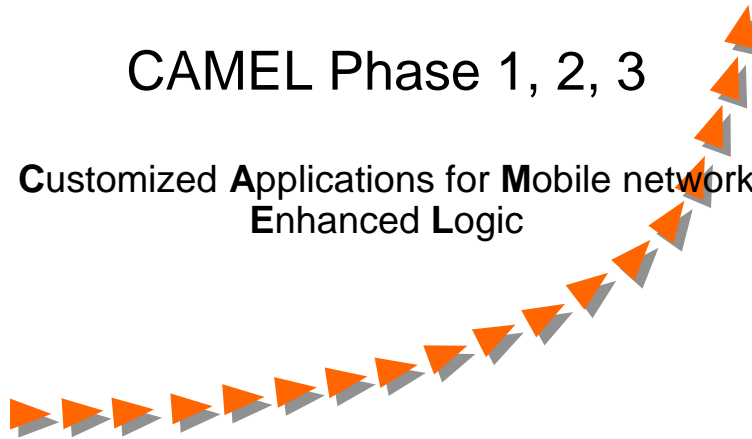 CAMEL Phase 1, 2, 3
Customized Applications for Mobile network
Enhanced Logic